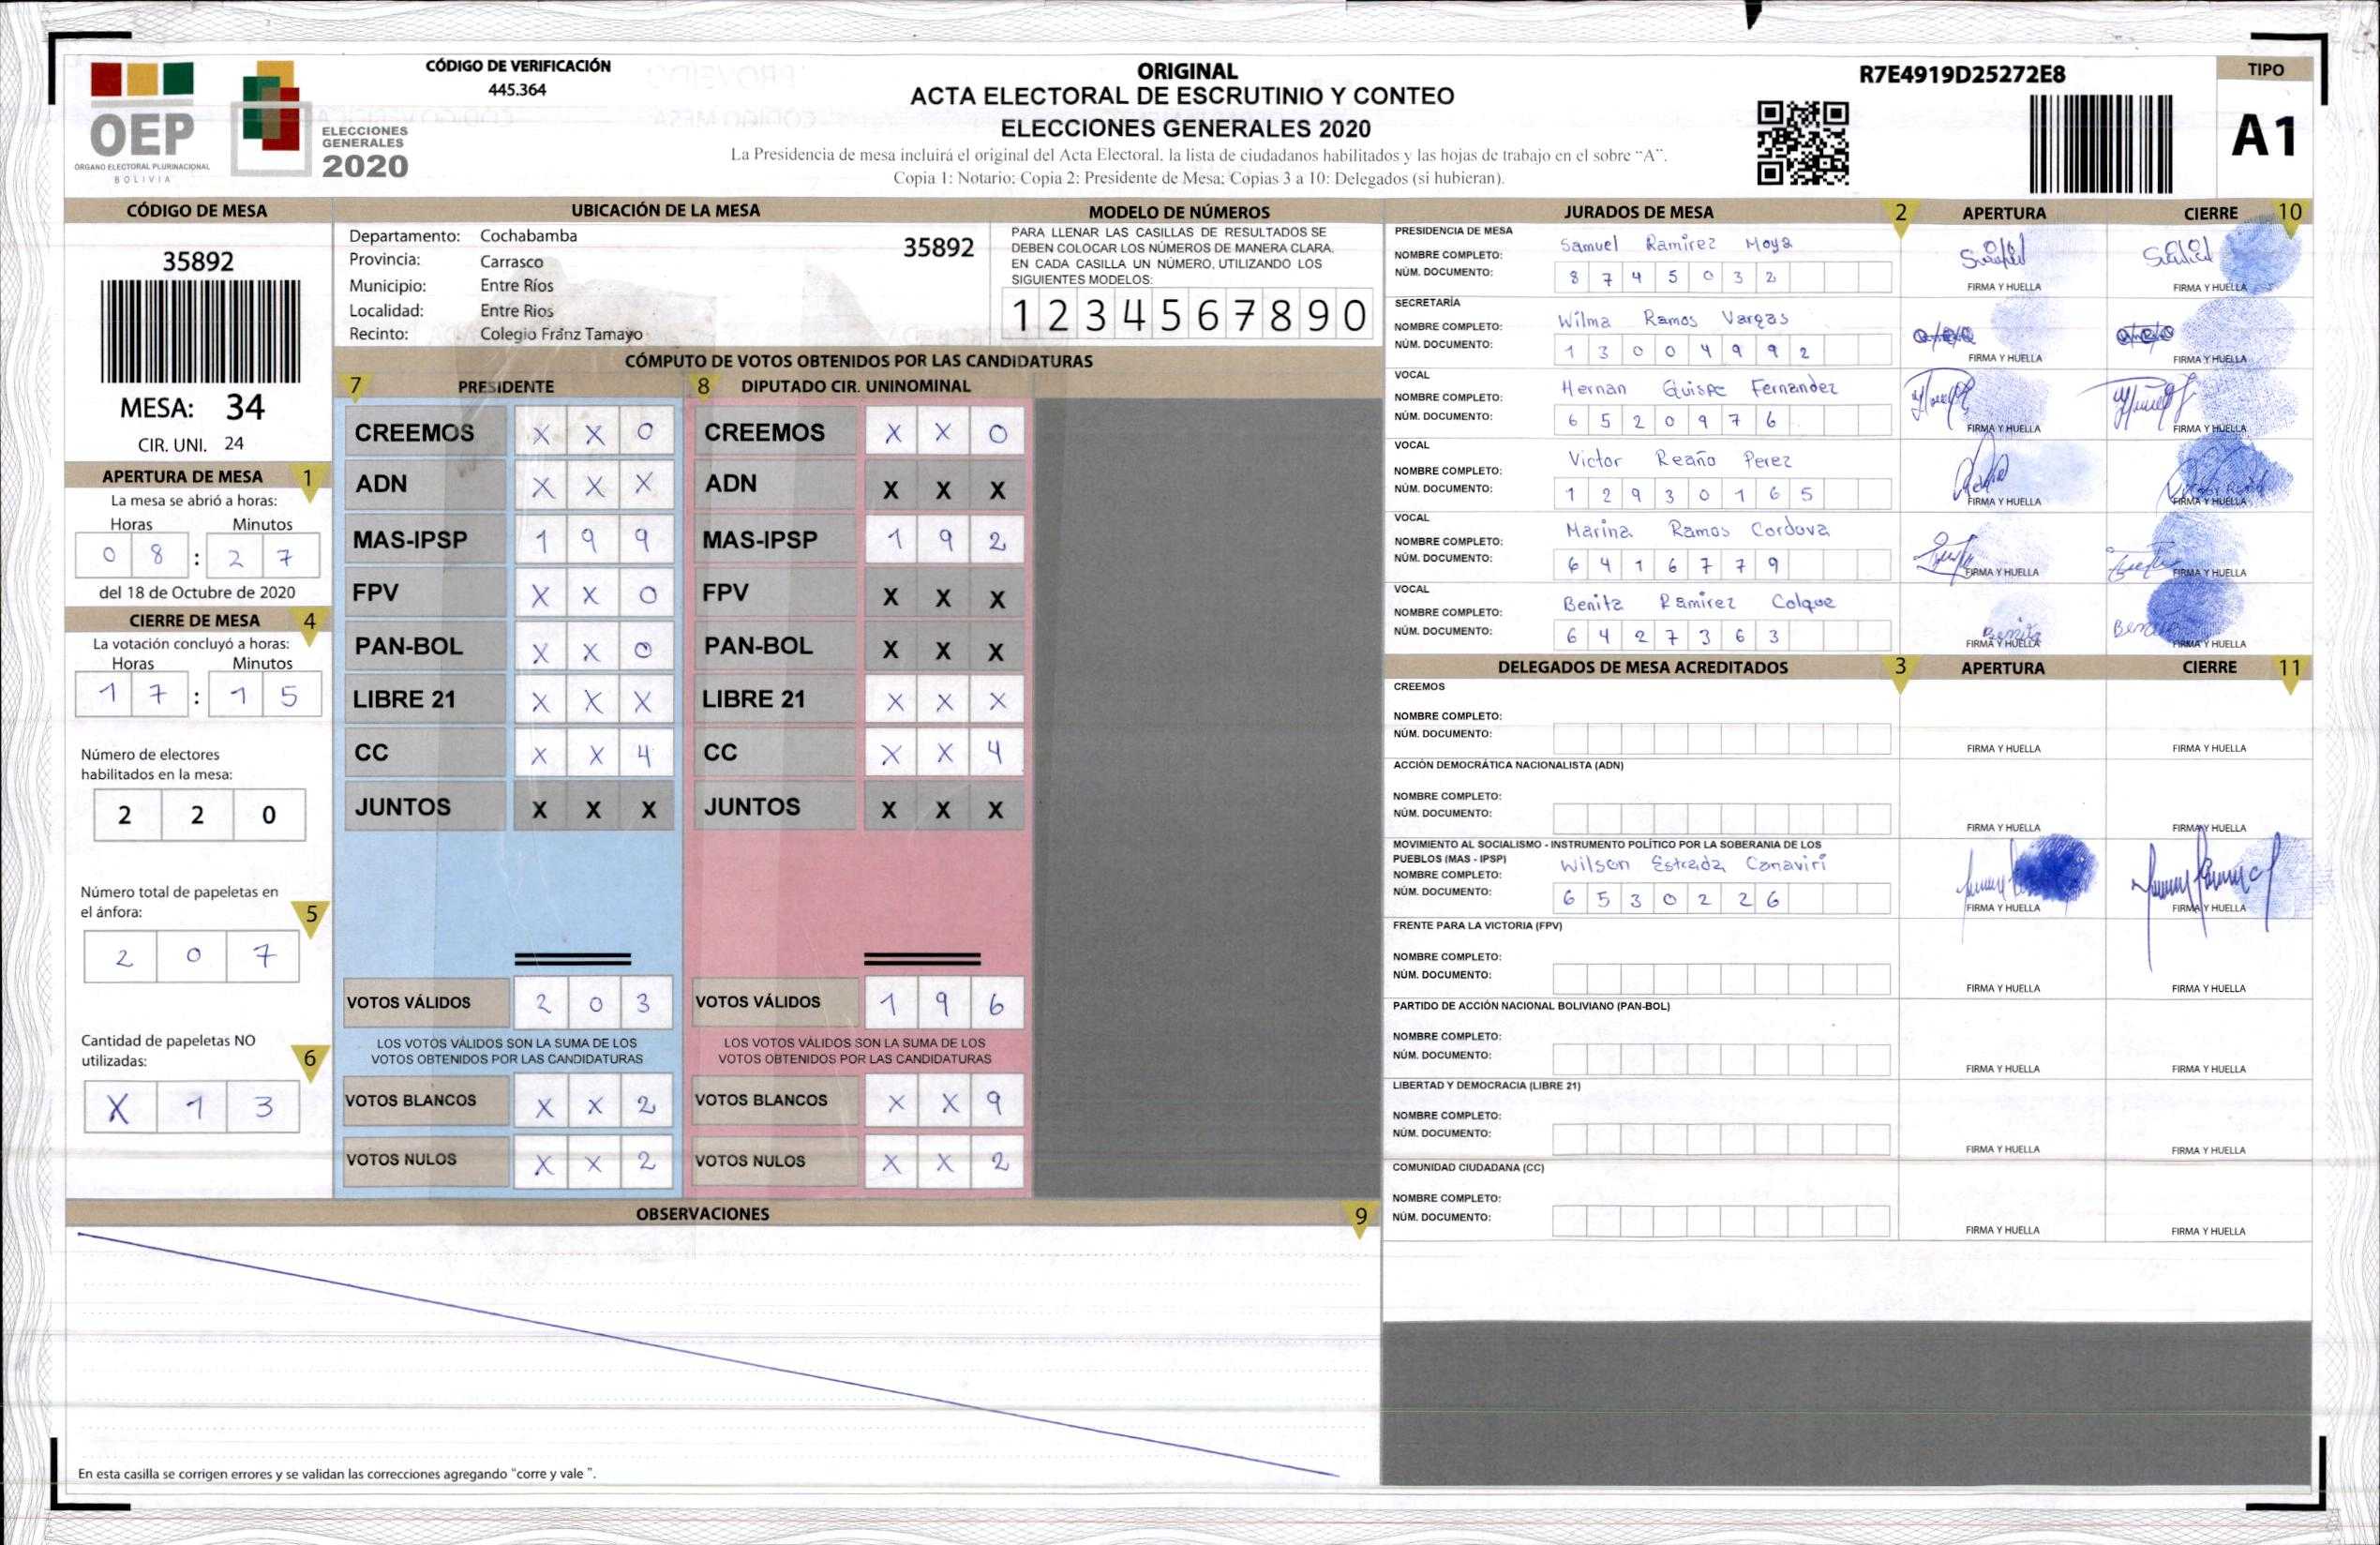 CÓDIGO DE VERIFICACIÓN
445.364
OEP
ÓRGANO ELECTORAL PLURINACIONAL
BOLIVIA
ELECCIONES
GENERALES
2020
ORIGINAL
ACTA ELECTORAL DE ESCRUTINIO Y CONTEO
ELECCIONES GENERALES 2020
La Presidencia de mesa incluirá el original del Acta Electoral, la lista de ciudadanos habilitados y las hojas de trabajo en el sobre “A”.
Copia 1: Notario; Copia 2: Presidente de Mesa; Copias 3 a 10: Delegados (si hubieran).
R7E4919D25272E8
TIPO
A1
CÓDIGO DE MESA
35892
MESA: 34
CIR. UNI. 24
APERTURA DE MESA 1
La mesa se abrió a horas:
Horas Minutos
0 8 : 2 7
del 18 de Octubre de 2020
CIERRE DE MESA 4
La votación concluyó a horas:
Horas Minutos
1 7 : 1 5
Número de electores
habilitados en la mesa:
2 2 0
Número total de papeletas en
el ánfora: 5
2 0 7
Cantidad de papeletas NO
utilizadas: 6
X 1 3
UBICACIÓN DE LA MESA
Departamento: Cochabamba
35892
Provincia: Carrasco
Municipio: Entre Ríos
Localidad: Entre Rios
Recinto: Colegio Franz Tamayo
MODELO DE NÚMEROS
PARA LLENAR LAS CASILLAS DE RESULTADOS SE
DEBEN COLOCAR LOS NÚMEROS DE MANERA CLARA,
EN CADA CASILLA UN NÚMERO, UTILIZANDO LOS
SIGUIENTES MODELOS:
1 2 3 4 5 6 7 8 9 0
CÓMPUTO DE VOTOS OBTENIDOS POR LAS CANDIDATURAS
7 PRESIDENTE 8 DIPUTADO CIR. UNINOMINAL
CREEMOS X X 0 CREEMOS X X 0
ADN X X X ADN X X X
MAS-IPSP 1 9 9 MAS-IPSP 1 9 2
FPV X X 0 FPV X X X
PAN-BOL X X 0 PAN-BOL X X X
LIBRE 21 X X X LIBRE 21 X X X
CC X X 4 CC X X 4
JUNTOS X X X JUNTOS X X X
VOTOS VÁLIDOS 2 0 3 VOTOS VÁLIDOS 1 9 6
LOS VOTOS VÁLIDOS SON LA SUMA DE LOS LOS VOTOS VÁLIDOS SON LA SUMA DE LOS
VOTOS OBTENIDOS POR LAS CANDIDATURAS VOTOS OBTENIDOS POR LAS CANDIDATURAS
VOTOS BLANCOS X X 2 VOTOS BLANCOS X X 9
VOTOS NULOS X X 2 VOTOS NULOS X X 2
OBSERVACIONES 9
En esta casilla se corrigen errores y se validan las correcciones agregando “corre y vale ”.
JURADOS DE MESA 2 APERTURA CIERRE 10
PRESIDENCIA DE MESA
NOMBRE COMPLETO: Samuel Ramirez Moya
NÚM. DOCUMENTO: 8 7 4 5 0 3 2
FIRMA Y HUELLA FIRMA Y HUELLA
SECRETARÍA
NOMBRE COMPLETO: Wilma Ramos Vargas
NÚM. DOCUMENTO: 1 3 0 0 4 9 9 2
FIRMA Y HUELLA FIRMA Y HUELLA
VOCAL
NOMBRE COMPLETO: Hernan Quispe Fernandez
NÚM. DOCUMENTO: 6 5 2 0 9 7 6
FIRMA Y HUELLA FIRMA Y HUELLA
VOCAL
NOMBRE COMPLETO: Victor Reaño Perez
NÚM. DOCUMENTO: 1 2 9 3 0 1 6 5
FIRMA Y HUELLA FIRMA Y HUELLA
VOCAL
NOMBRE COMPLETO: Marina Ramos Cordova
NÚM. DOCUMENTO: 6 4 1 6 7 7 9
FIRMA Y HUELLA FIRMA Y HUELLA
VOCAL
NOMBRE COMPLETO: Benita Ramirez Colque
NÚM. DOCUMENTO: 6 4 2 7 3 6 3
Benita
FIRMA Y HUELLA FIRMA Y HUELLA
DELEGADOS DE MESA ACREDITADOS 3 APERTURA CIERRE 11
CREEMOS
NOMBRE COMPLETO:
NÚM. DOCUMENTO:
FIRMA Y HUELLA FIRMA Y HUELLA
ACCIÓN DEMOCRÁTICA NACIONALISTA (ADN)
NOMBRE COMPLETO:
NÚM. DOCUMENTO:
FIRMA Y HUELLA FIRMA Y HUELLA
MOVIMIENTO AL SOCIALISMO - INSTRUMENTO POLÍTICO POR LA SOBERANIA DE LOS
PUEBLOS (MAS - IPSP)
NOMBRE COMPLETO: Wilson Estrada Canaviri
NÚM. DOCUMENTO: 6 5 3 0 2 2 6
FIRMA Y HUELLA FIRMA Y HUELLA
FRENTE PARA LA VICTORIA (FPV)
NOMBRE COMPLETO:
NÚM. DOCUMENTO:
FIRMA Y HUELLA FIRMA Y HUELLA
PARTIDO DE ACCIÓN NACIONAL BOLIVIANO (PAN-BOL)
NOMBRE COMPLETO:
NÚM. DOCUMENTO:
FIRMA Y HUELLA FIRMA Y HUELLA
LIBERTAD Y DEMOCRACIA (LIBRE 21)
NOMBRE COMPLETO:
NÚM. DOCUMENTO:
FIRMA Y HUELLA FIRMA Y HUELLA
COMUNIDAD CIUDADANA (CC)
NOMBRE COMPLETO:
NÚM. DOCUMENTO:
FIRMA Y HUELLA FIRMA Y HUELLA